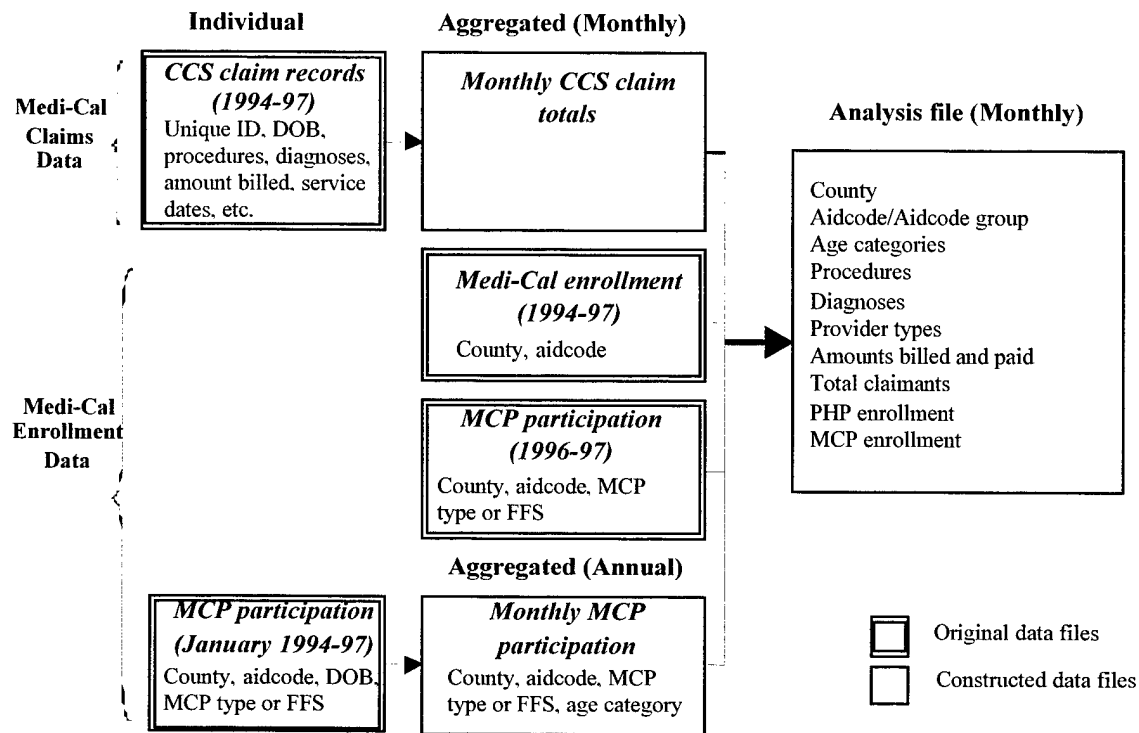 Individual
Aggregated (Monthly)
Medi-Cal
Claims
Data
CCS claim records
(1994-97)
Unique ID, DOB,
procedures, diagnoses,
amount billed, service
dates, etc.
Monthly CCS claim
totals
Analysis file (Monthly)
County
Aidcode/Aidcode group
Age categories
Procedures
Diagnoses
Provider types
Amounts billed and paid
Total claimants
PHP enrollment
MCP enrollment
Medi-Cal
Enrollment
Data
Medi-Cal enrollment
(1994-97)
County, aidcode
MCP participation
(1996-97)
County, aidcode, MCP
type or FFS
Aggregated (Annual)
MCP participation
(January 1994-97)
County, aidcode, DOB,
MCP type or FFS
Monthly MCP
participation
County, aidcode, MCP
type or FFS, age category
Original data files
Constructed data files